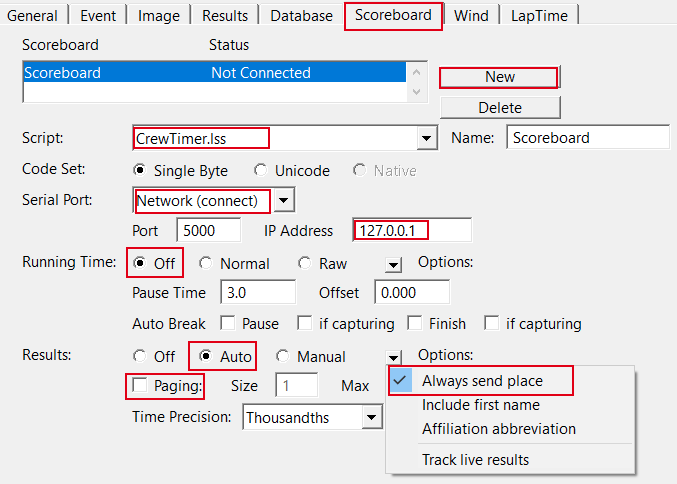 General Event Image Results Database Scoreboard Wind LapTime
Scoreboard Status
Scoreboard Not Connected
New
Delete
Script: CrewTimer.lss Name: Scoreboard
Code Set: Single Byte Unicode Native
Serial Port: Network (connect)
Port 5000 IP Address 127.0.0.1
Running Time: Off Normal Raw Options:
Pause Time 3.0 Offset 0.000
Auto Break Pause if capturing Finish if capturing
Results: Off Auto Manual Options:
Paging: Size 1 Max
Always send place
Include first name
Time Precision: Thousandths
Affiliation abbreviation
Track live results